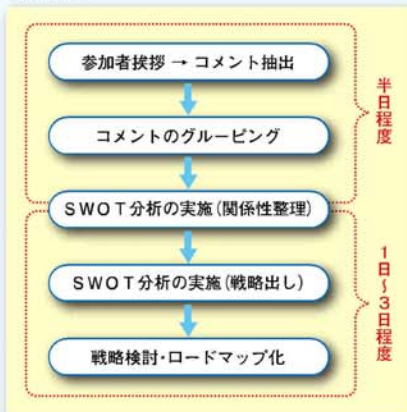 参加者挨拶 → コメント抽出
コメントのグルーピング
半日程度
SWOT分析の実施(関係性整理)
SWOT分析の実施(戦略出し)
戦略検討・ロードマップ化
1日～3日程度